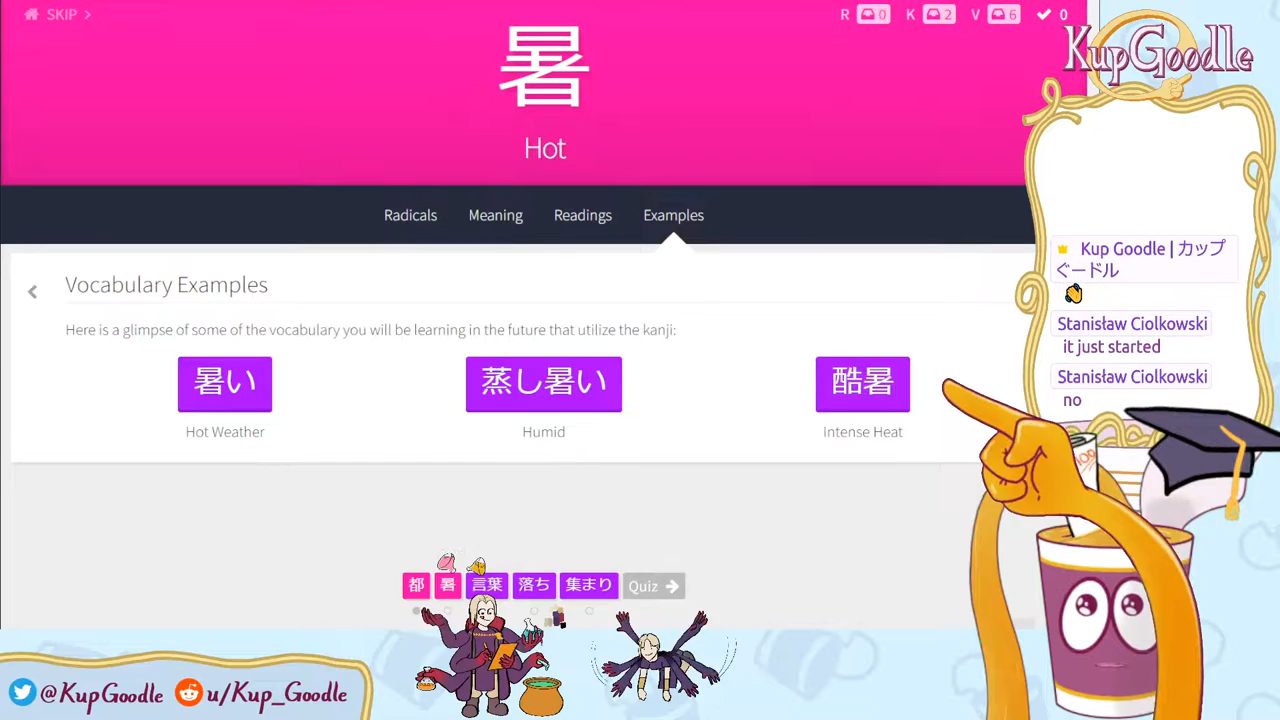 SKIP
R 0 K 2 V 6 0
暑
Hot
Radicals Meaning Readings Examples
Vocabulary Examples
Here is a glimpse of some of the vocabulary you will be learning in the future that utilize the kanji:
暑い 蒸し暑い 酷暑
Hot Weather Humid Intense Heat
都 暑 言葉 落ち 集まり Quiz
@KupGoodle u/Kup_Goodle
KupGoodle
Kup Goodle | カップ
ぐードル
Stanisław Ciolkowski
it just started
Stanisław Ciolkowski
no
100